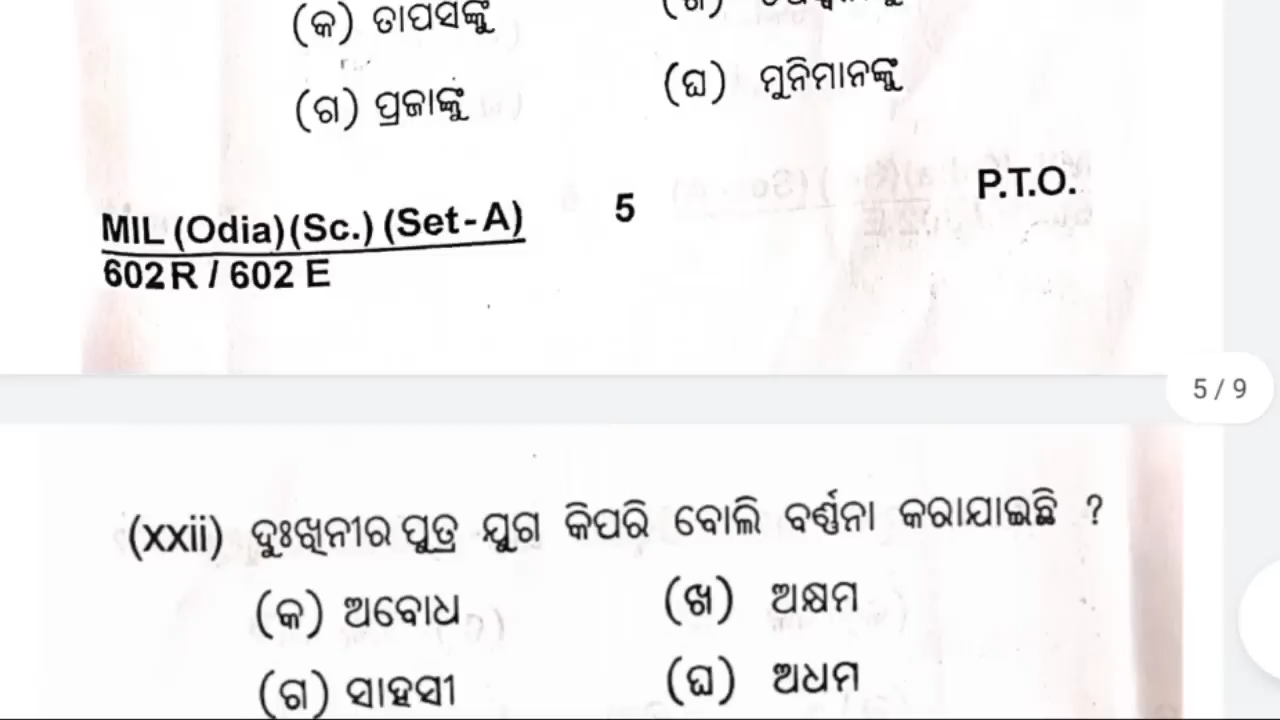 (କ) ତାପସଙ୍କୁ
(ଗ) ପ୍ରଜାଙ୍କୁ (ଘ) ମୁନିମାନଙ୍କୁ
MIL (Odia)(Sc.) (Set-A) 5 P.T.O.
602 R / 602 E
5 / 9
(xxii) ଦୁଃଖିନୀର ପୁତ୍ର ଯୁଗ କିପରି ବୋଲି ବର୍ଣ୍ଣନା କରାଯାଇଛି ?
(କ) ଅବୋଧ (ଖ) ଅକ୍ଷମ
(ଗ) ସାହସୀ (ଘ) ଅଧମ